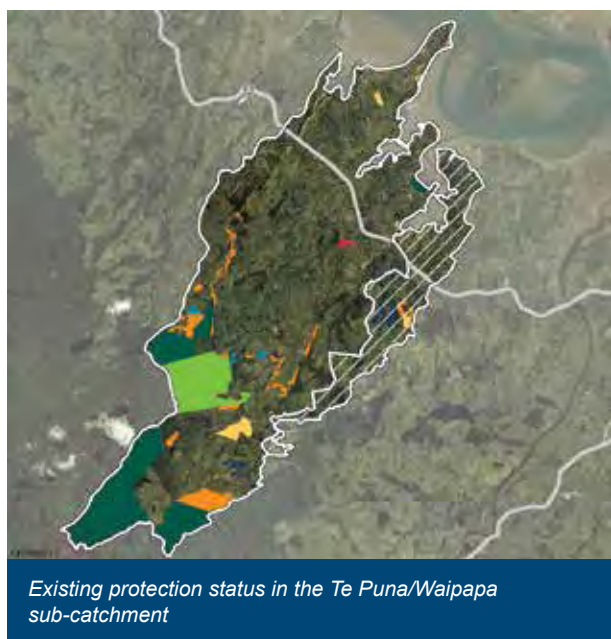 Existing protection status in the Te Puna/Waipapa
sub-catchment